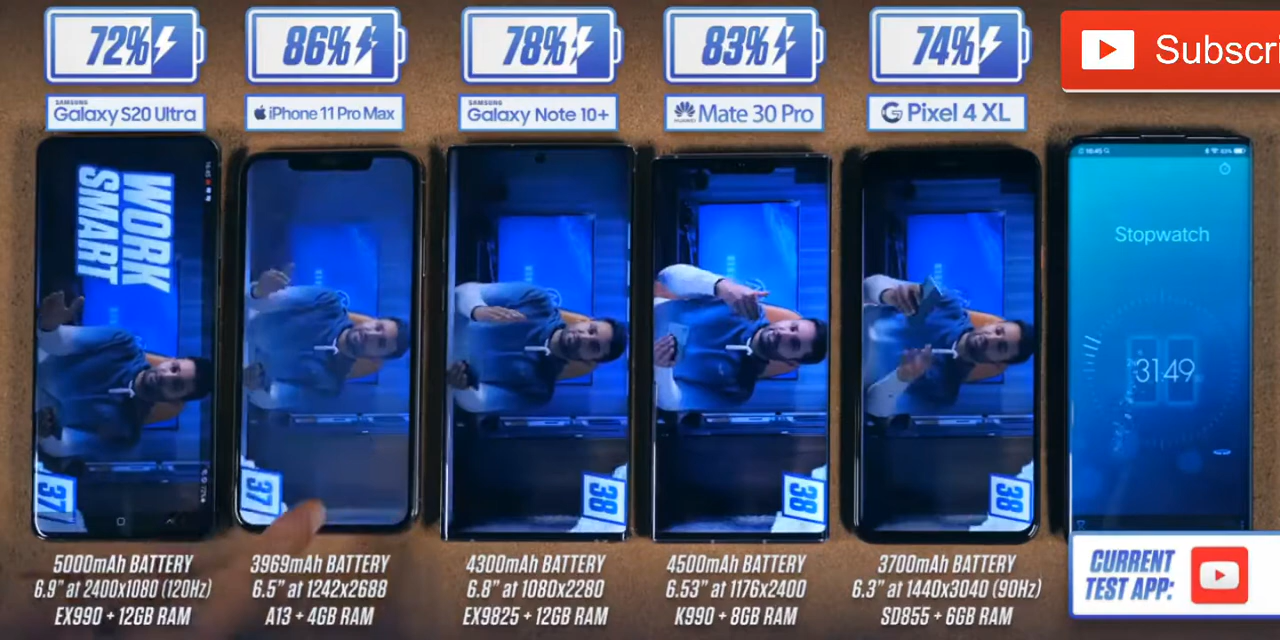 72%
86%
78%
83%
74%
Subscri
SAMSUNG
Galaxy S20 Ultra
iPhone 11 Pro Max
SAMSUNG
Galaxy Note 10+
HUAWEI
Mate 30 Pro
Pixel 4 XL
WORK
SMART
Stopwatch
3149
37
37
38
38
38
5000mAh BATTERY
6.9” at 2400x1080 (120Hz)
EX990 + 12GB RAM
3969mAh BATTERY
6.5” at 1242x2688
A13 + 4GB RAM
4300mAh BATTERY
6.8” at 1080x2280
EX9825 + 12GB RAM
4500mAh BATTERY
6.53” at 1176x2400
K990 + 8GB RAM
3700mAh BATTERY
6.3” at 1440x3040 (90Hz)
SD855 + 6GB RAM
CURRENT
TEST APP: